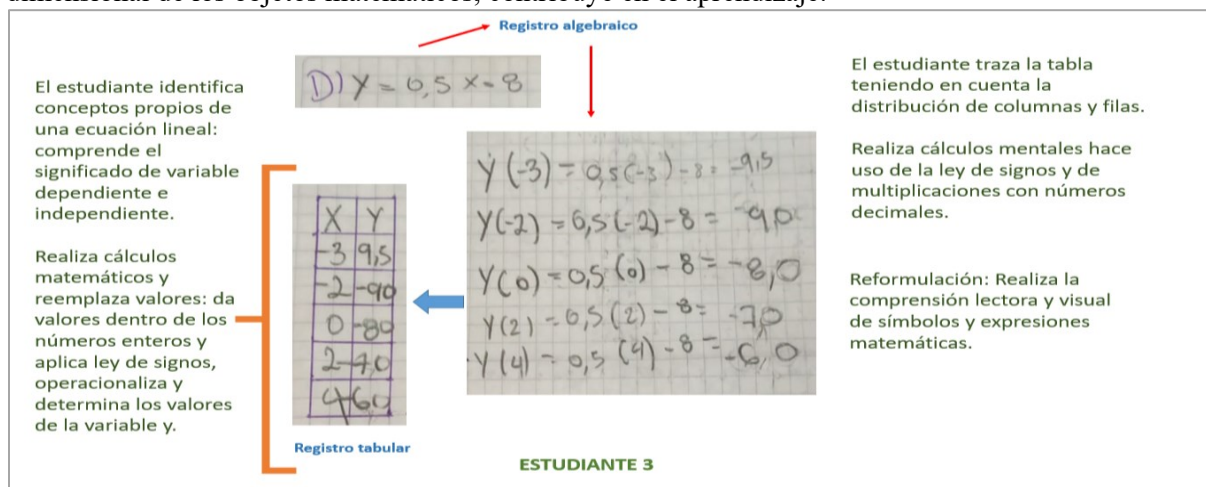 dimensional de los objetos matemáticos, contribuye en el aprendizaje.
Registro algebraico
D) Y = 0,5 x - 8
El estudiante identifica
conceptos propios de
una ecuación lineal:
comprende el
significado de variable
dependiente e
independiente.
Realiza cálculos
matemáticos y
reemplaza valores: da
valores dentro de los
números enteros y
aplica ley de signos,
operacionaliza y
determina los valores
de la variable y.
X Y
-3 9,5
-2 -90
0 -80
2 -7,0
4 -6,0
Registro tabular
Y(-3) = 0,5(-3) - 8 = -9,5
Y(-2) = 0,5(-2) - 8 = -9,0
Y(0) = 0,5 (0) - 8 = -8,0
Y(2) = 0,5 (2) - 8 = -7,0
Y(4) = 0,5 (4) - 8 = -6,0
El estudiante traza la tabla
teniendo en cuenta la
distribución de columnas y filas.
Realiza cálculos mentales hace
uso de la ley de signos y de
multiplicaciones con números
decimales.
Reformulación: Realiza la
comprensión lectora y visual
de símbolos y expresiones
matemáticas.
ESTUDIANTE 3